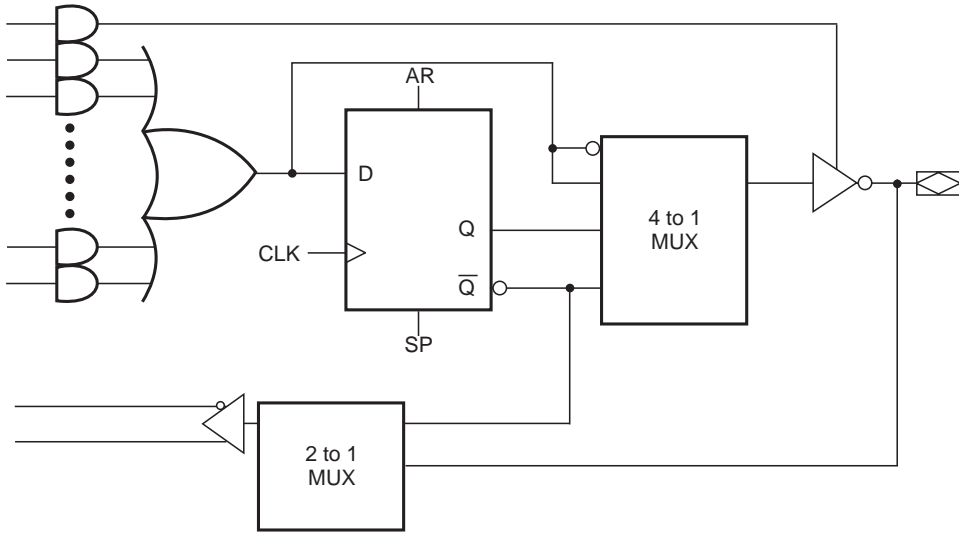 AR
D
Q
4 to 1
MUX
CLK
Q̅
SP
2 to 1
MUX